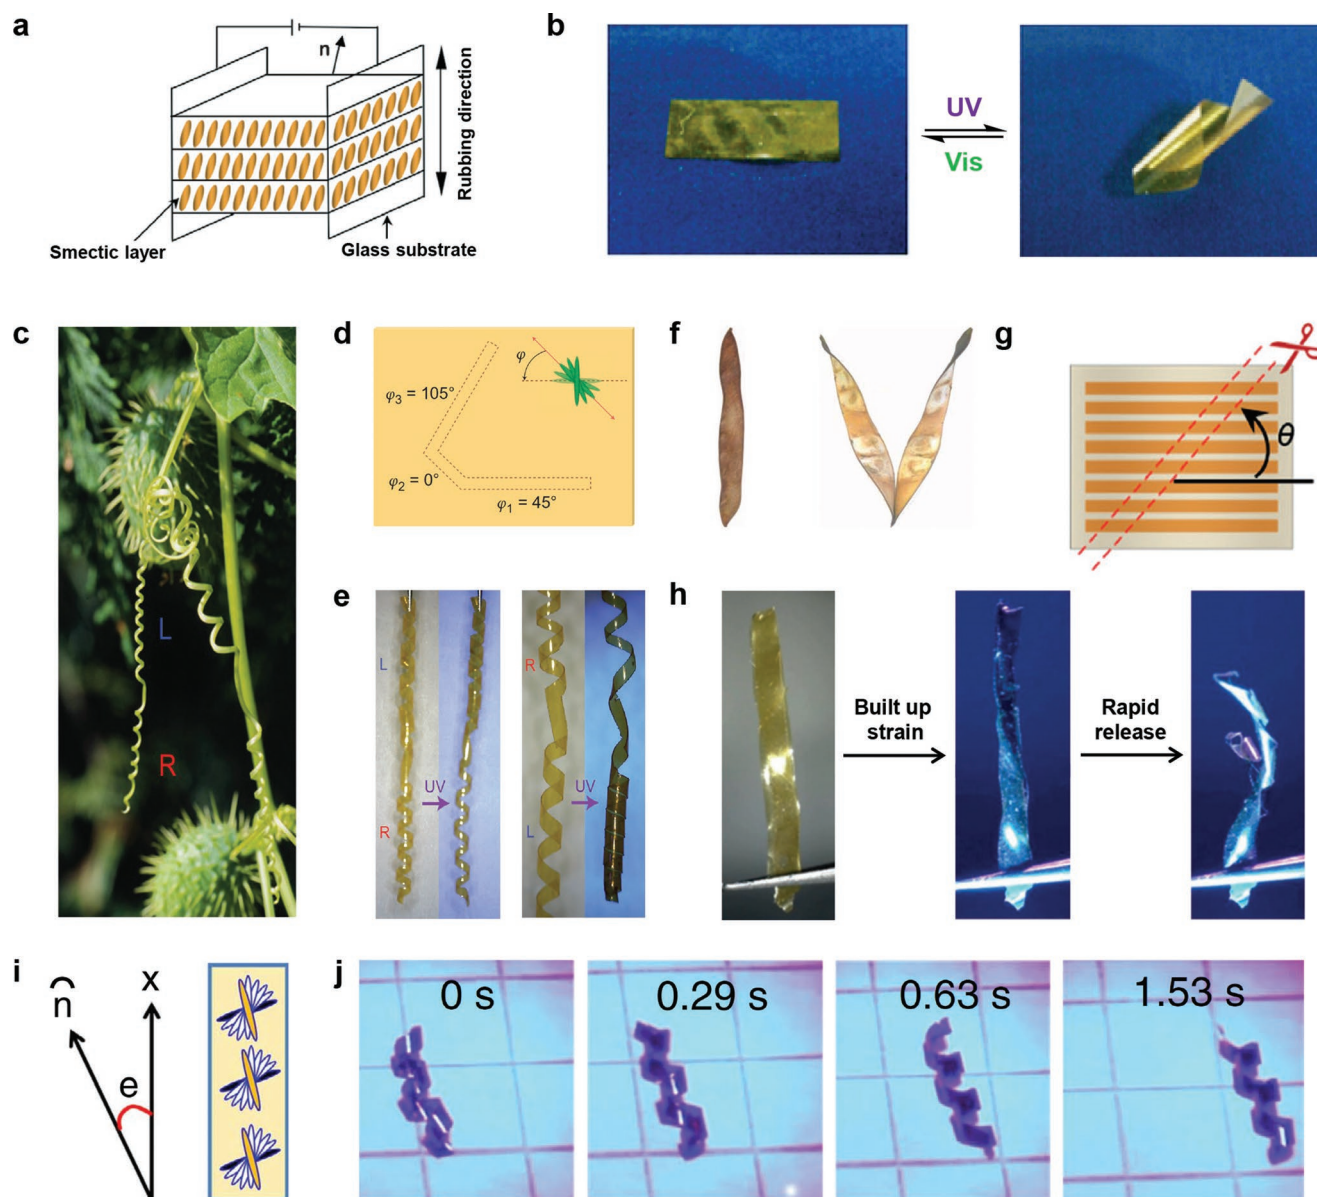 a
n
Rubbing direction
Smectic layer
Glass substrate
b
UV
Vis
c
L
R
d
φ
φ3 = 105°
φ2 = 0°
φ1 = 45°
e
L
R
UV
R
L
UV
f
g
θ
h
Built up
strain
Rapid
release
i
n
x
e
j
0 s
0.29 s
0.63 s
1.53 s